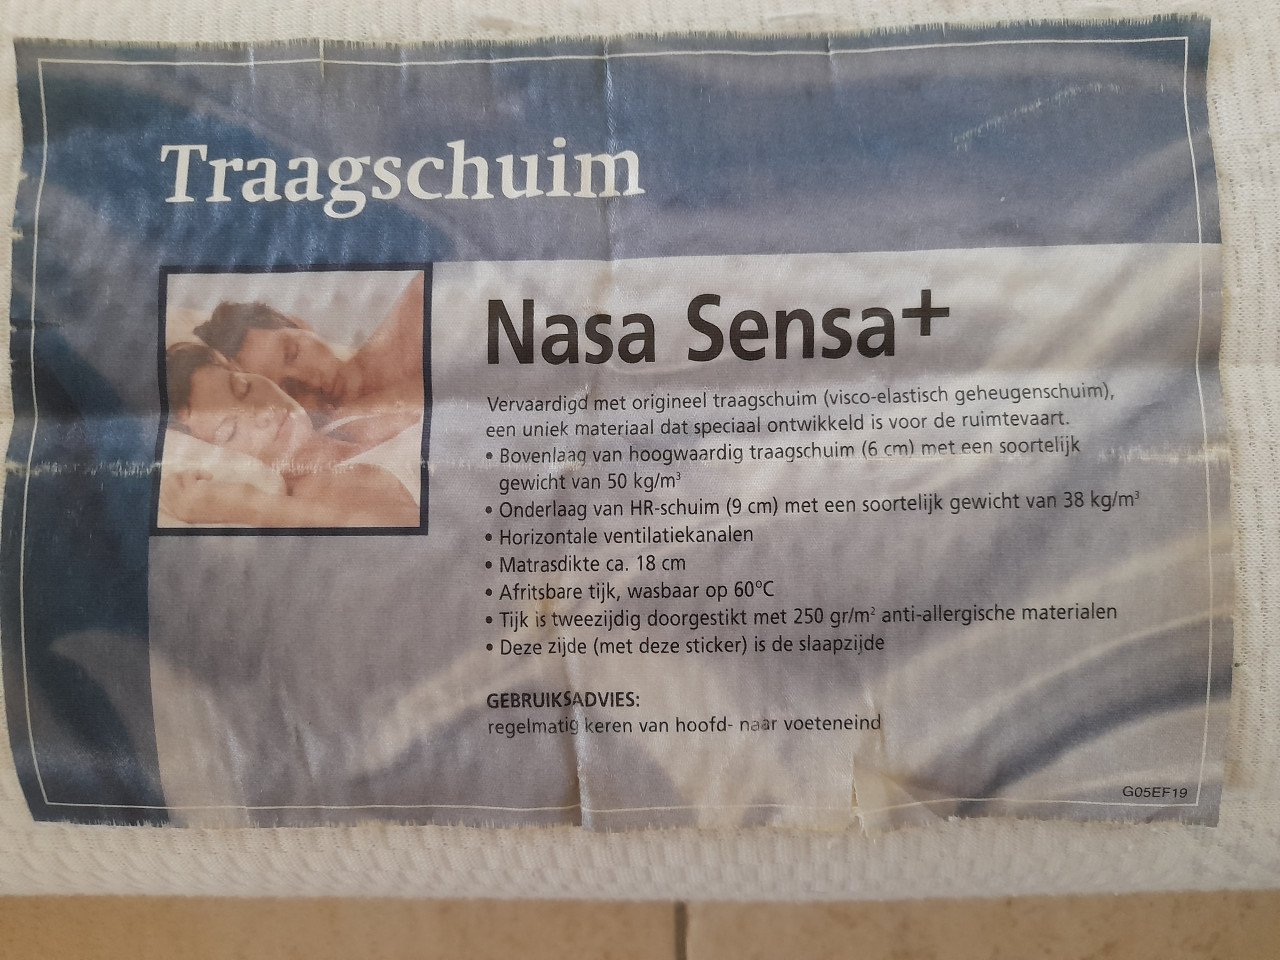 Traagschuim
Nasa Sensa+
Vervaardigd met origineel traagschuim (visco-elastisch geheugenschuim),
een uniek materiaal dat speciaal ontwikkeld is voor de ruimtevaart.
• Bovenlaag van hoogwaardig traagschuim (6 cm) met een soortelijk
gewicht van 50 kg/m³
• Onderlaag van HR-schuim (9 cm) met een soortelijk gewicht van 38 kg/m³
• Horizontale ventilatiekanalen
• Matrasdikte ca. 18 cm
• Afritsbare tijk, wasbaar op 60°C
• Tijk is tweezijdig doorgestikt met 250 gr/m² anti-allergische materialen
• Deze zijde (met deze sticker) is de slaapzijde
GEBRUIKSADVIES:
regelmatig keren van hoofd- naar voeteneind
G05EF19